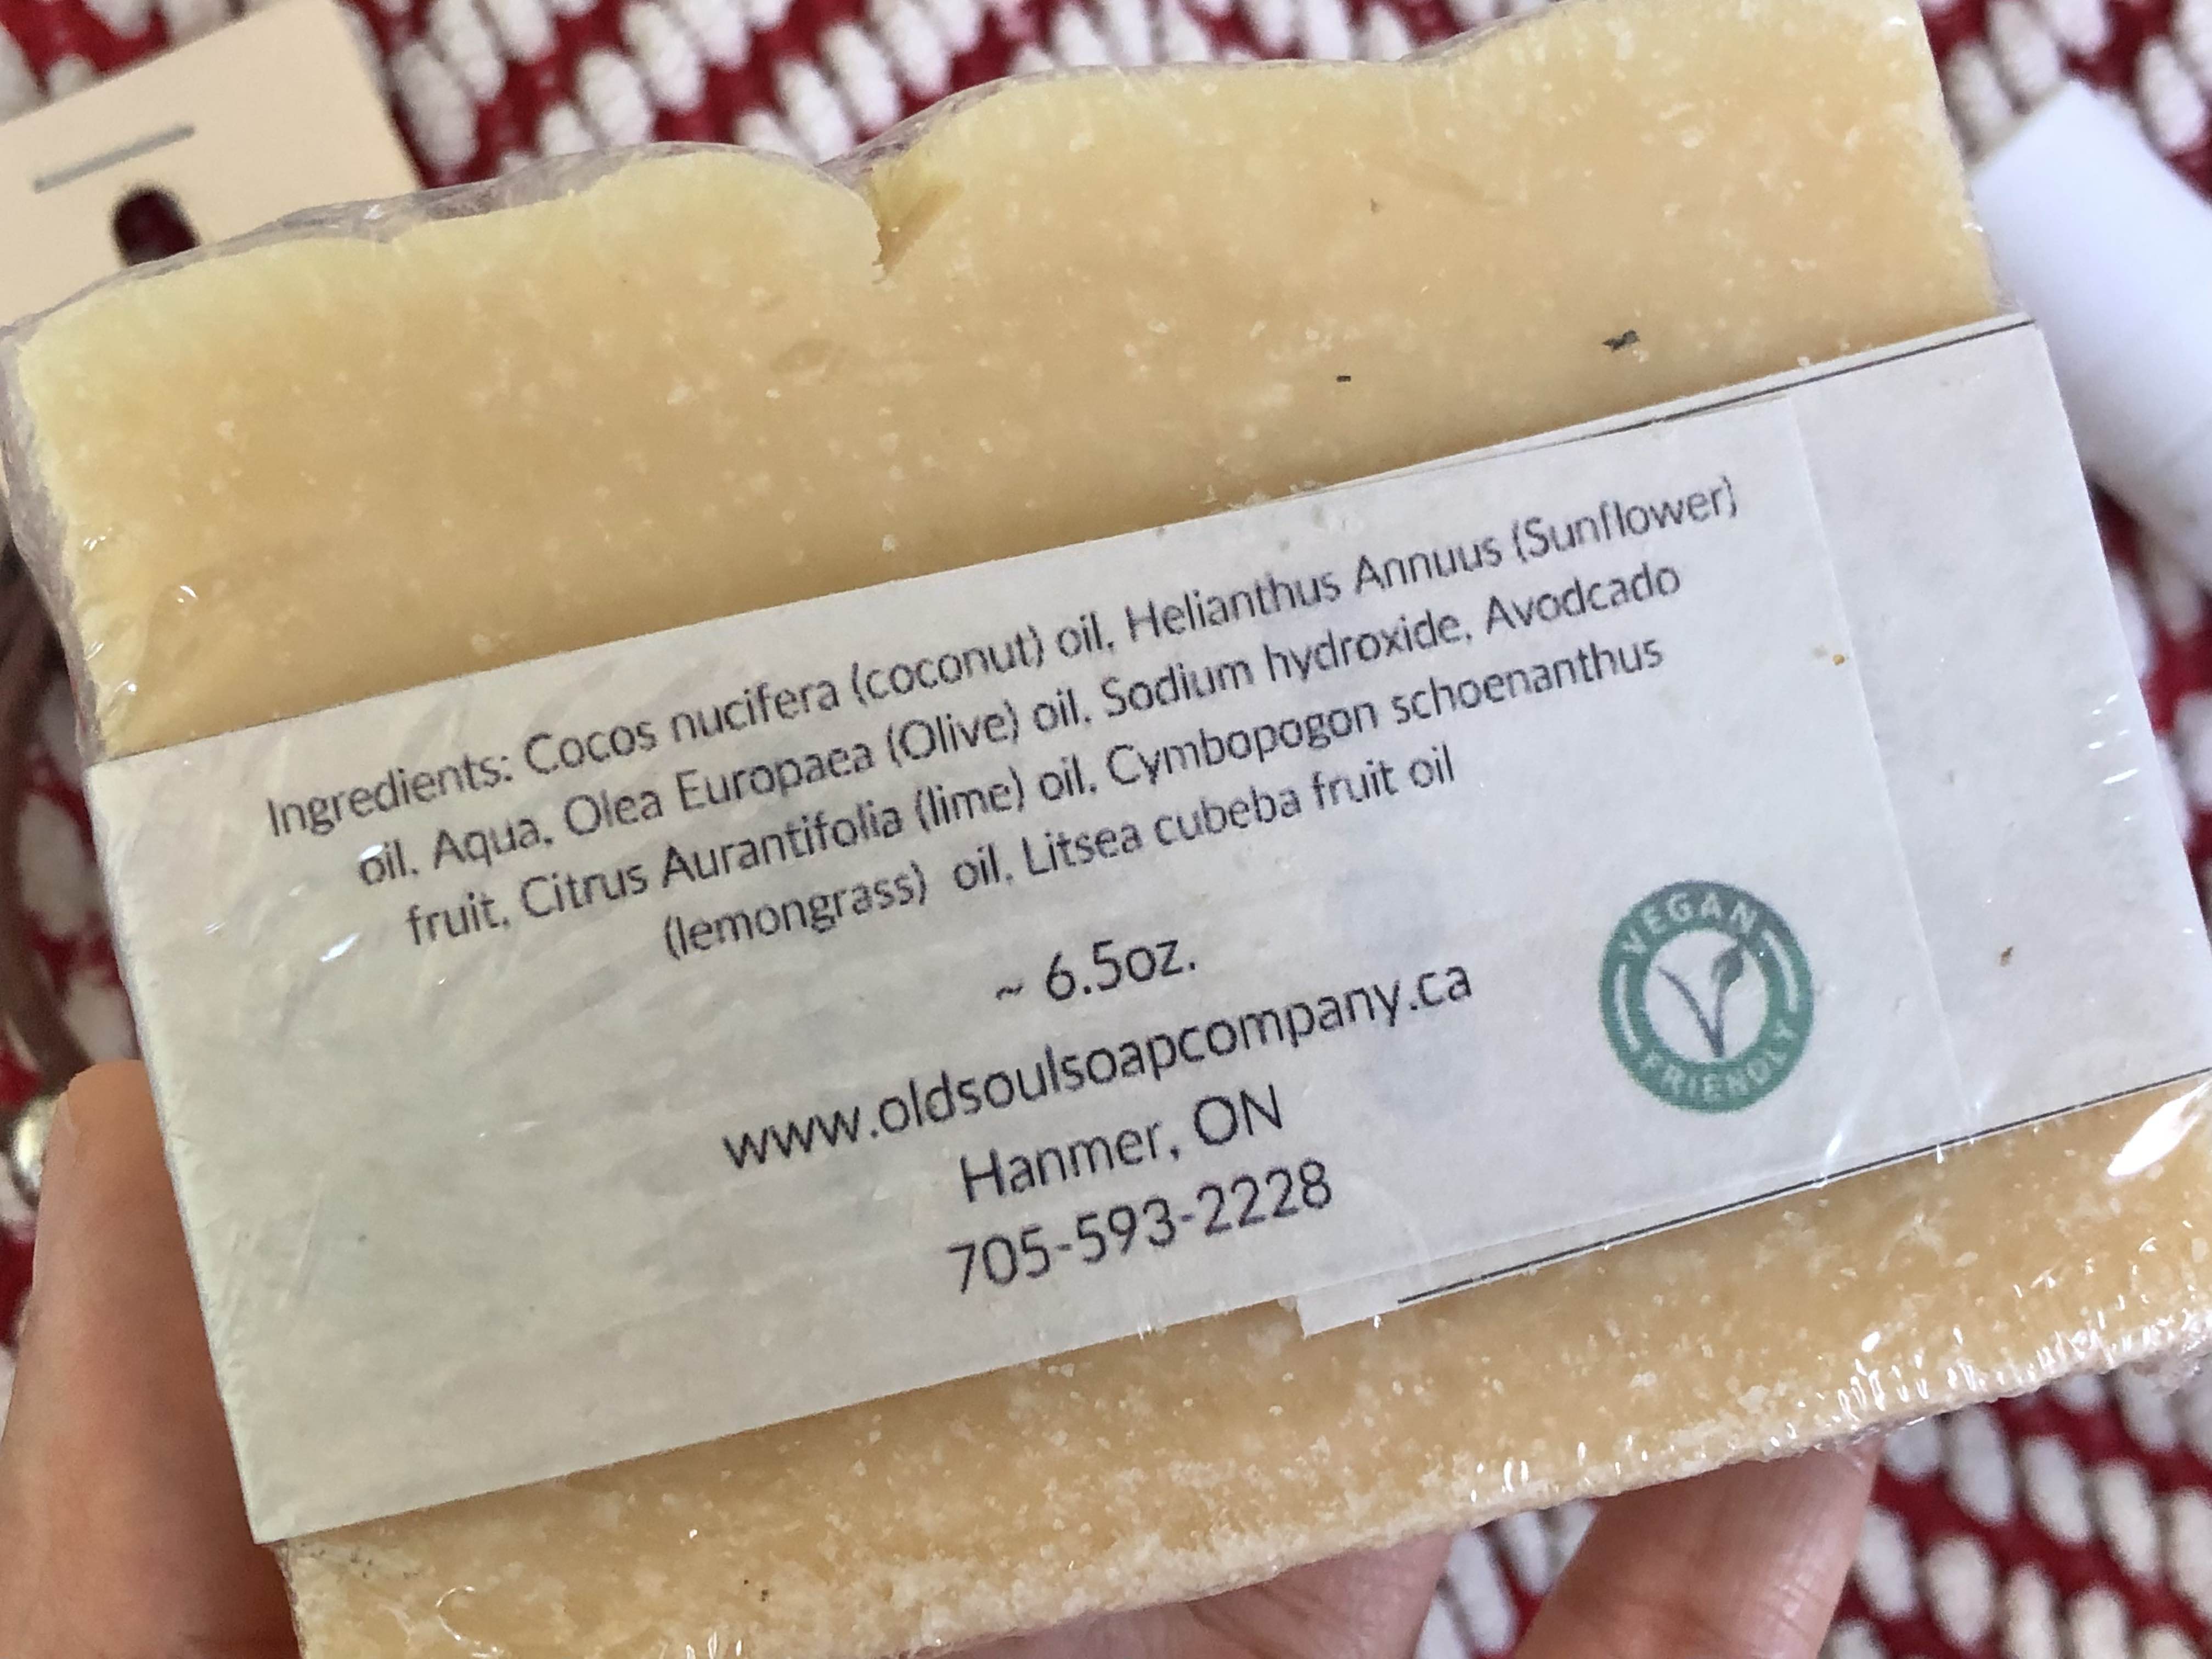 Ingredients: Cocos nucifera (coconut) oil, Helianthus Annuus (Sunflower)
oil, Aqua, Olea Europaea (Olive) oil, Sodium hydroxide, Avodcado
fruit, Citrus Aurantifolia (lime) oil, Cymbopogon schoenanthus
(lemongrass) oil, Litsea cubeba fruit oil
~ 6.5oz.
www.oldsoulsoapcompany.ca
Hanmer, ON
705-593-2228
VEGAN
FRIENDLY